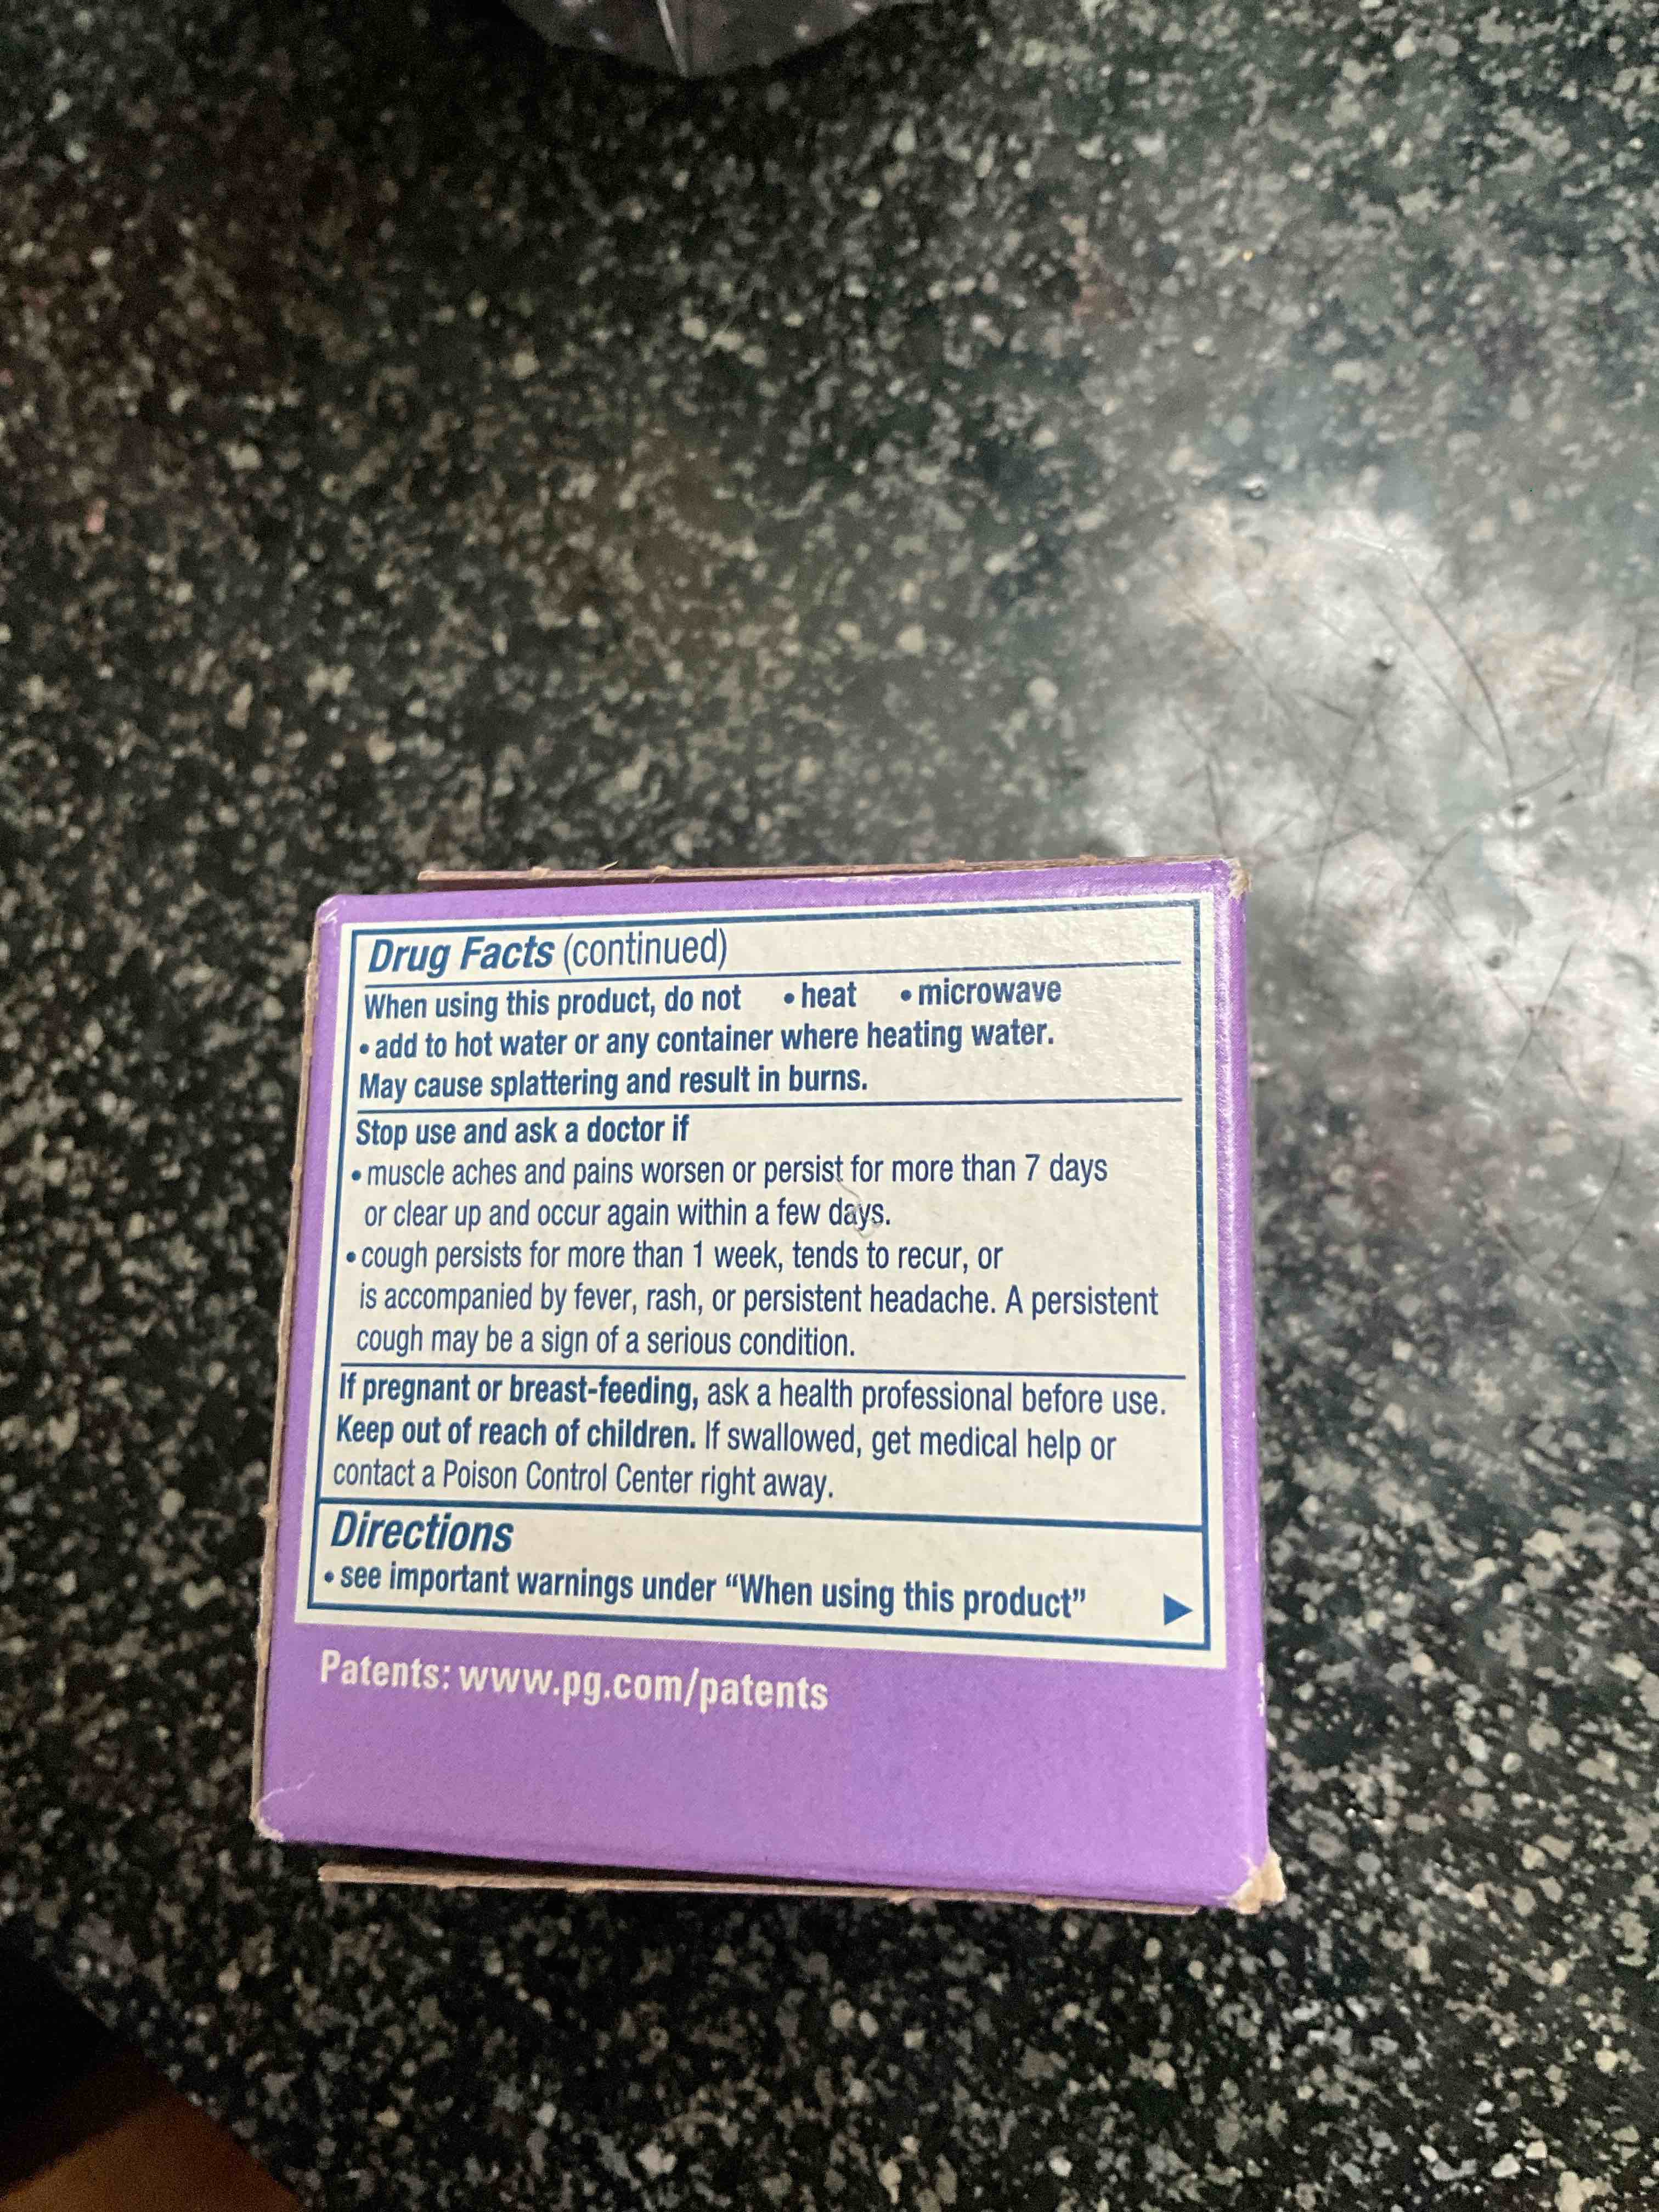 Drug Facts (continued)
When using this product, do not • heat • microwave
• add to hot water or any container where heating water.
May cause splattering and result in burns.
Stop use and ask a doctor if
• muscle aches and pains worsen or persist for more than 7 days
or clear up and occur again within a few days.
• cough persists for more than 1 week, tends to recur, or
is accompanied by fever, rash, or persistent headache. A persistent
cough may be a sign of a serious condition.
If pregnant or breast-feeding, ask a health professional before use.
Keep out of reach of children. If swallowed, get medical help or
contact a Poison Control Center right away.
Directions
• see important warnings under “When using this product”
Patents: www.pg.com/patents